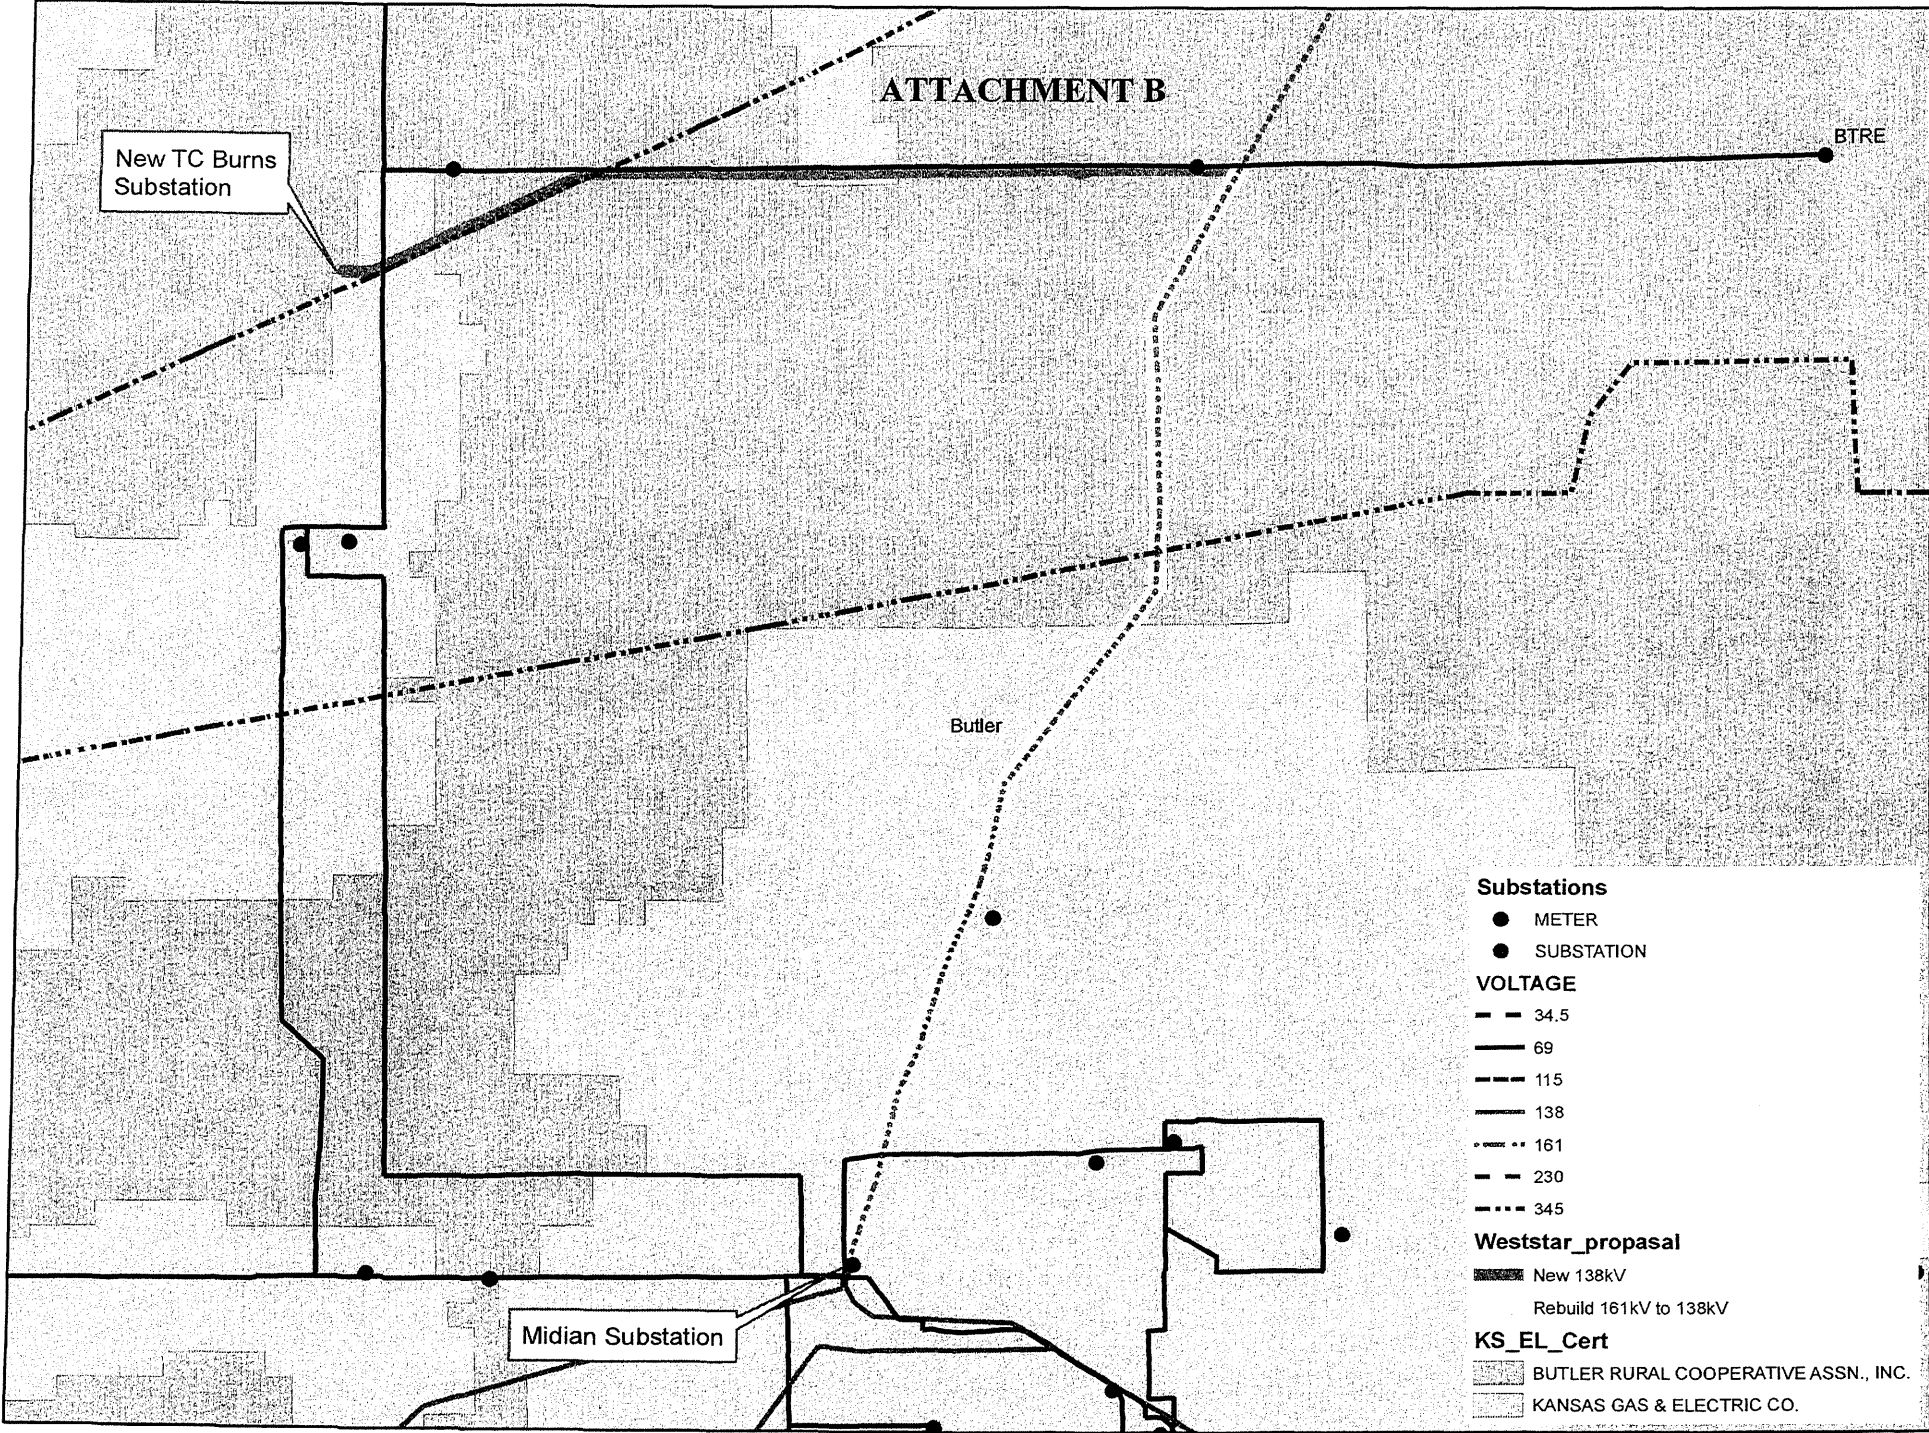 ATTACHMENT B
BTRE
New TC Burns
Substation
Butler
Midian Substation
Substations
METER
SUBSTATION
VOLTAGE
34.5
69
115
138
161
230
345
Weststar_propasal
New 138kV
Rebuild 161kV to 138kV
KS_EL_Cert
BUTLER RURAL COOPERATIVE ASSN., INC.
KANSAS GAS & ELECTRIC CO.